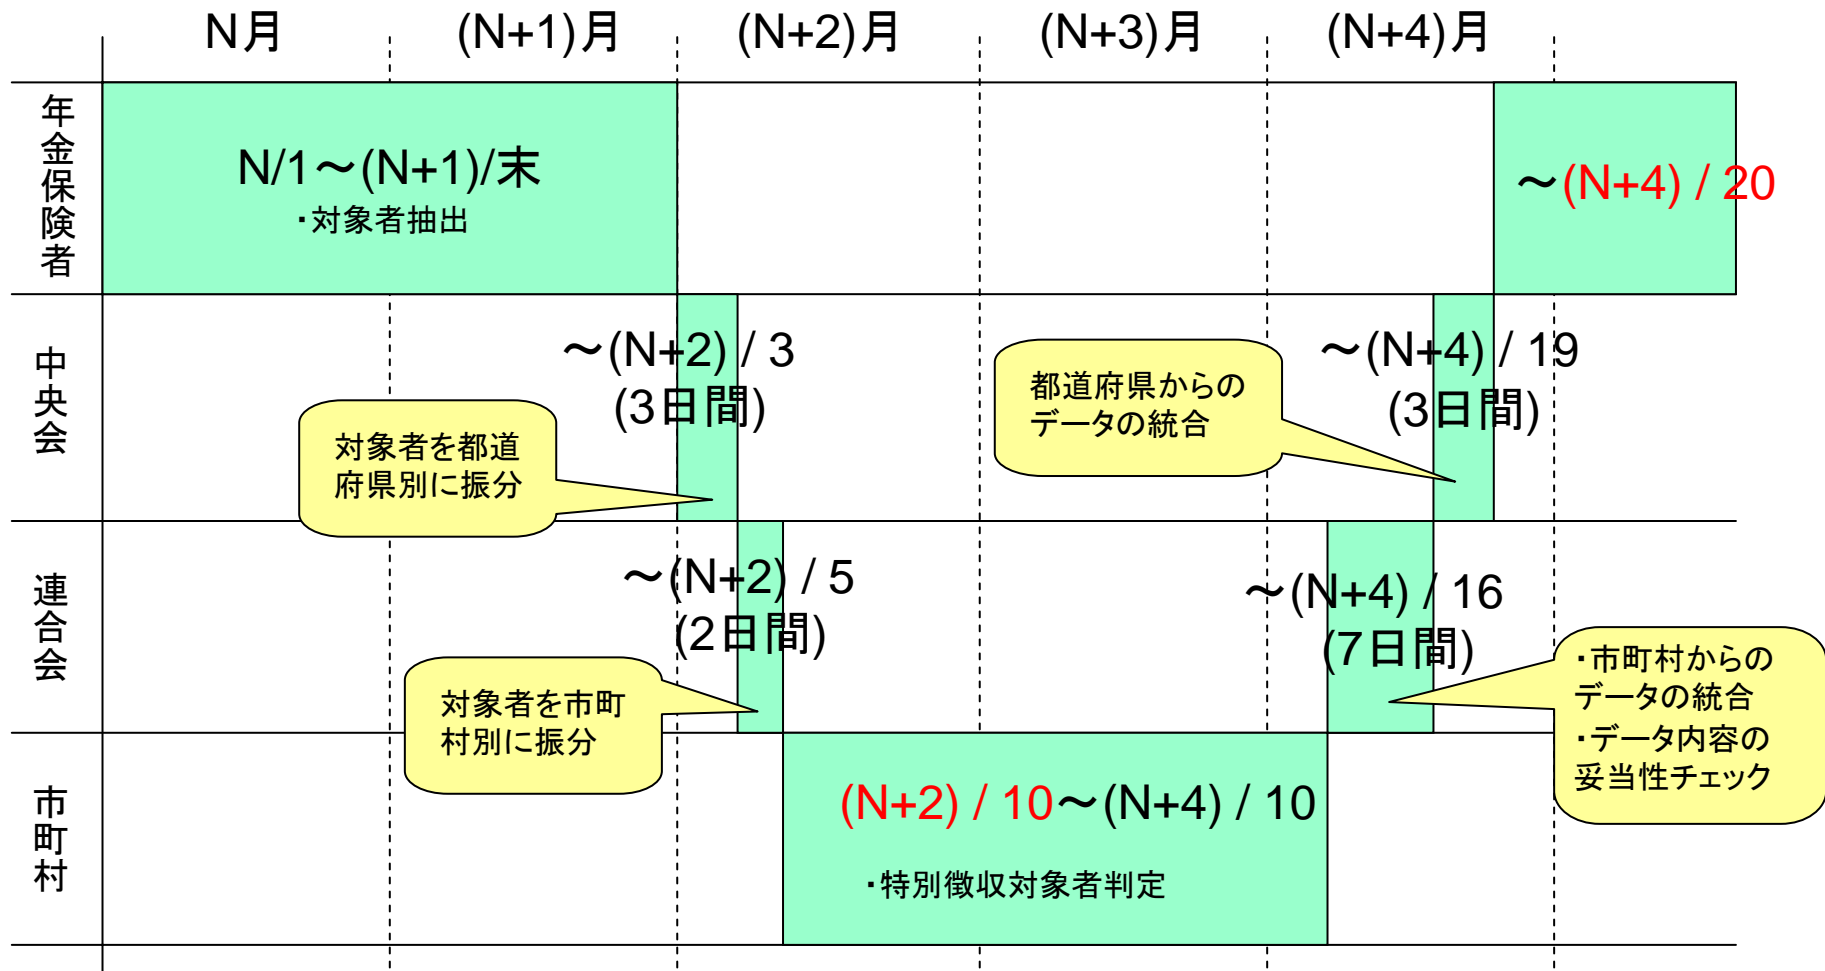 N月
(N+1)月
(N+2)月
(N+3)月
(N+4)月
年金保険者
N/1～(N+1)/末
・対象者抽出
～(N+4) / 20
中央会
～(N+2) / 3
(3日間)
対象者を都道
府県別に振分
都道府県からの
データの統合
～(N+4) / 19
(3日間)
連合会
～(N+2) / 5
(2日間)
対象者を市町
村別に振分
～(N+4) / 16
(7日間)
・市町村からの
データの統合
・データ内容の
妥当性チェック
市町村
(N+2) / 10～(N+4) / 10
・特別徴収対象者判定